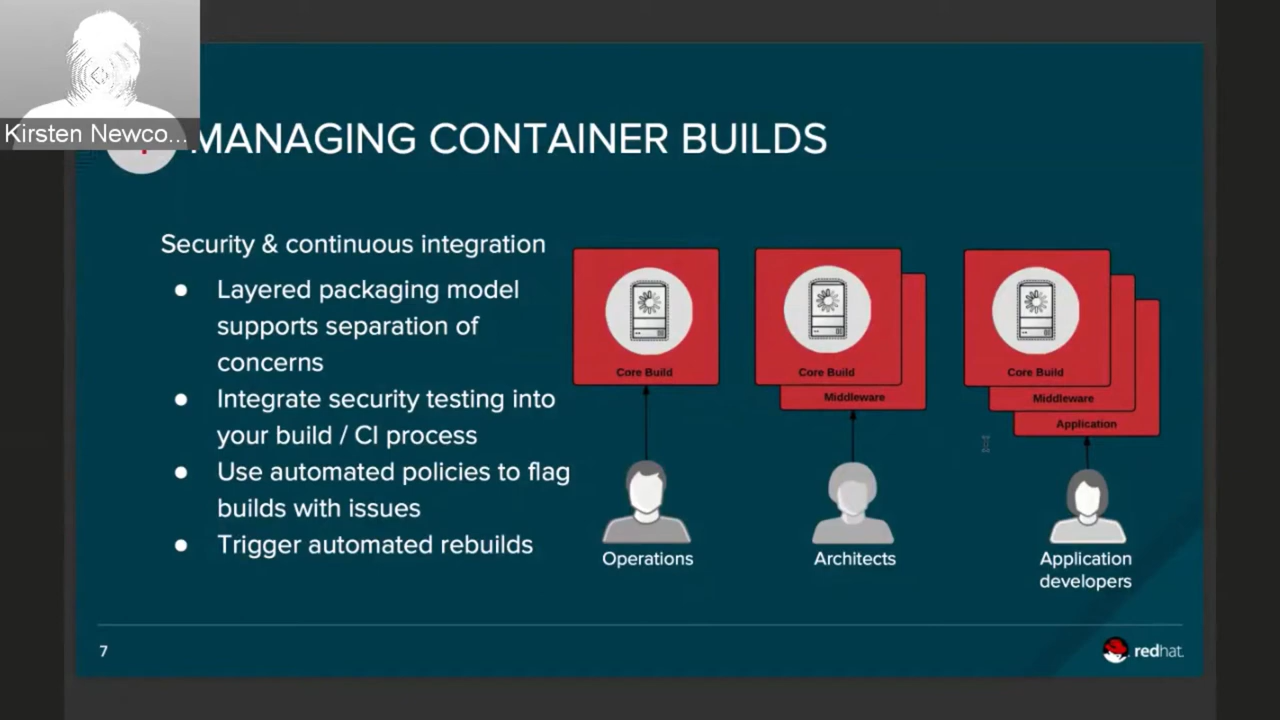 Kirsten Newco...
MANAGING CONTAINER BUILDS
Security & continuous integration
● Layered packaging model
supports separation of
concerns
● Integrate security testing into
your build / CI process
● Use automated policies to flag
builds with issues
● Trigger automated rebuilds
Core Build
Operations
Core Build
Middleware
Architects
Core Build
Middleware
Application
Application
developers
7
redhat.